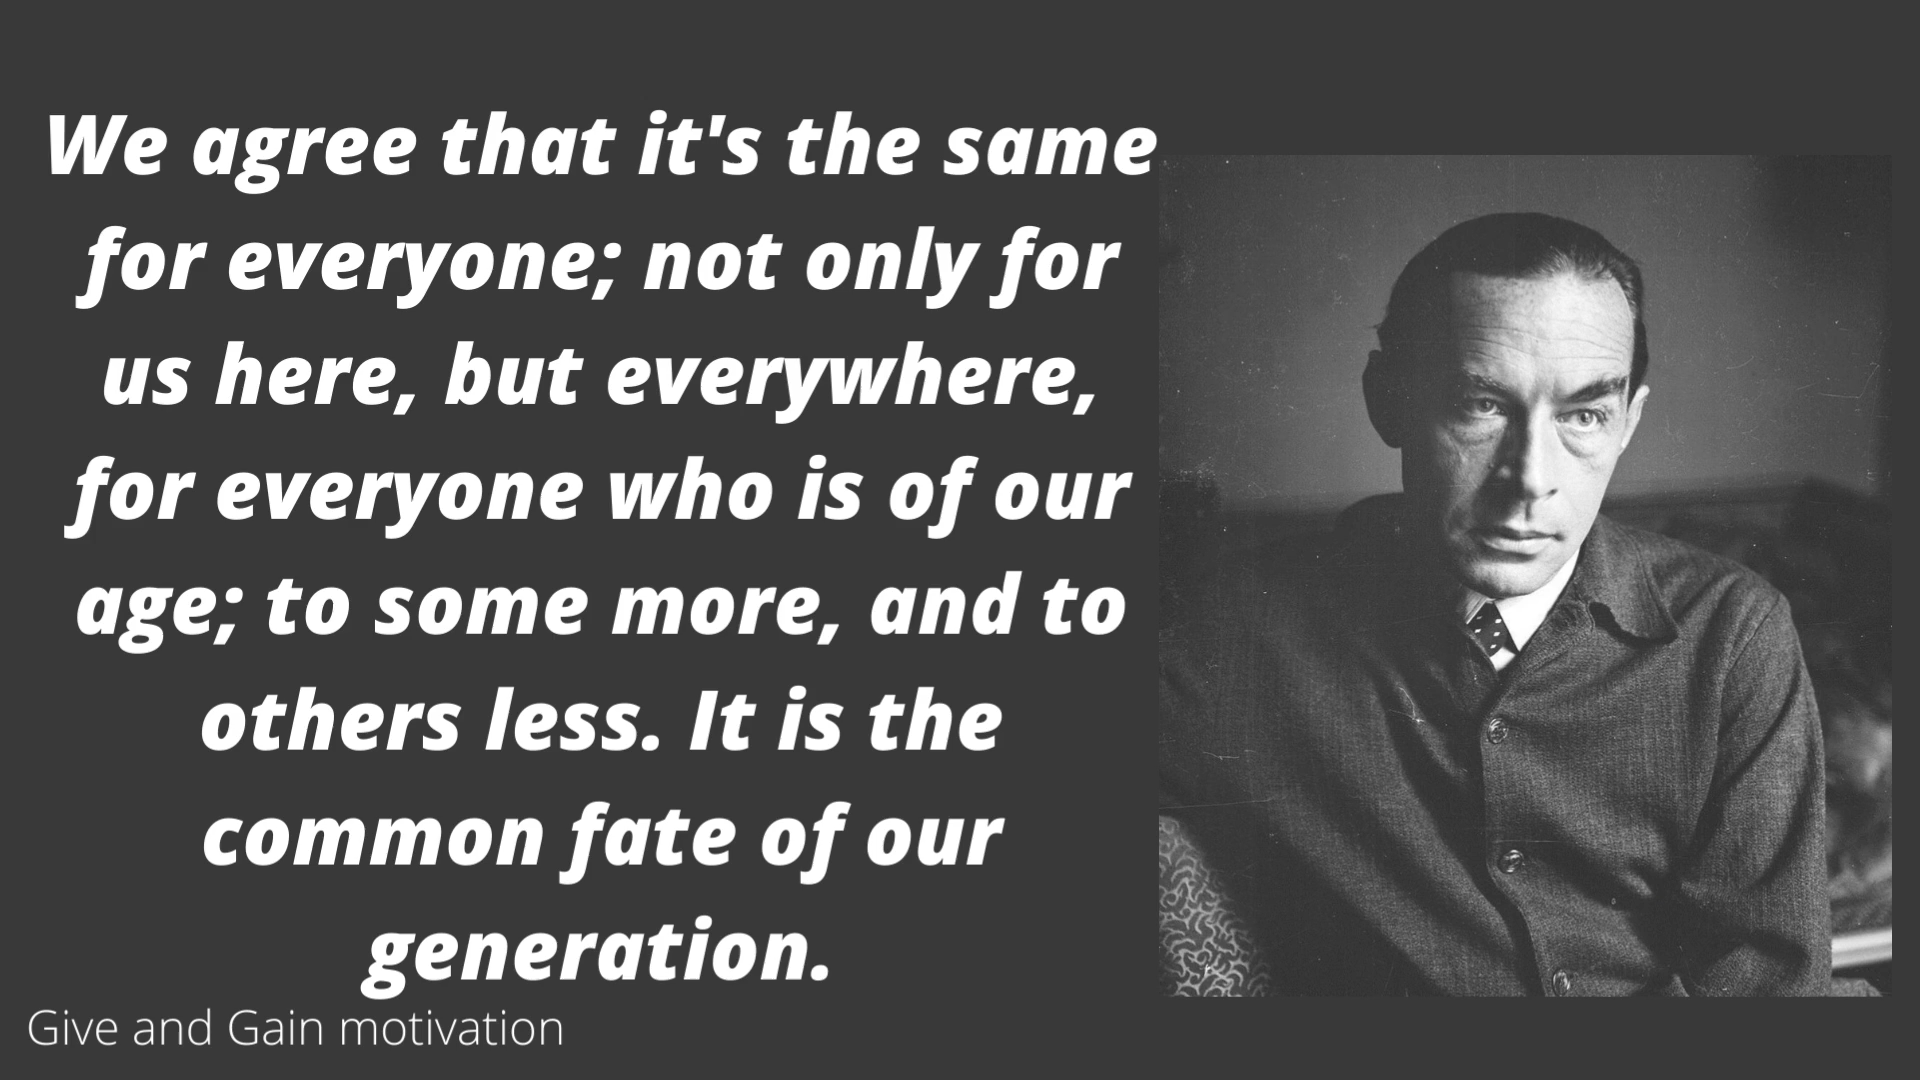 We agree that it's the same
for everyone; not only for
us here, but everywhere,
for everyone who is of our
age; to some more, and to
others less. It is the
common fate of our
generation.
Give and Gain motivation